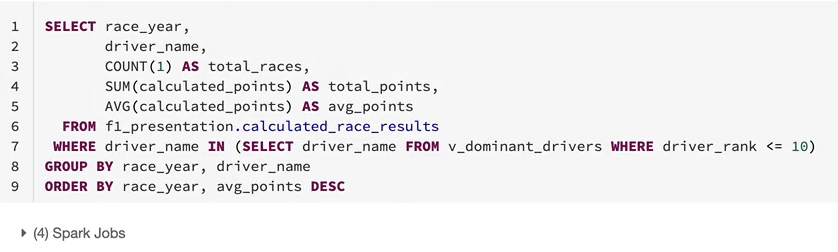 1 SELECT race_year,
2 driver_name,
3 COUNT(1) AS total_races,
4 SUM(calculated_points) AS total_points,
5 AVG(calculated_points) AS avg_points
6 FROM f1_presentation.calculated_race_results
7 WHERE driver_name IN (SELECT driver_name FROM v_dominant_drivers WHERE driver_rank <= 10)
8 GROUP BY race_year, driver_name
9 ORDER BY race_year, avg_points DESC
(4) Spark Jobs